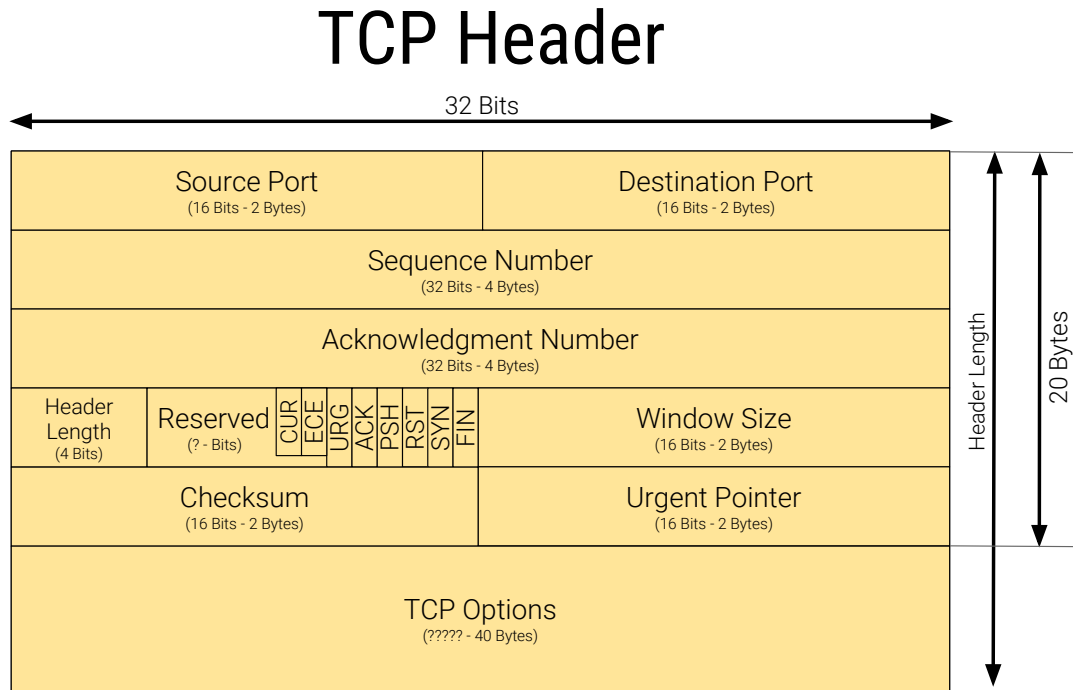 TCP Header
32 Bits
Source Port
(16 Bits - 2 Bytes)
Destination Port
(16 Bits - 2 Bytes)
Sequence Number
(32 Bits - 4 Bytes)
Acknowledgment Number
(32 Bits - 4 Bytes)
Header
Length
(4 Bits)
Reserved
(? - Bits)
CUR
ECE
URG
ACK
PSH
RST
SYN
FIN
Window Size
(16 Bits - 2 Bytes)
Checksum
(16 Bits - 2 Bytes)
Urgent Pointer
(16 Bits - 2 Bytes)
TCP Options
(????? - 40 Bytes)
Header Length
20 Bytes